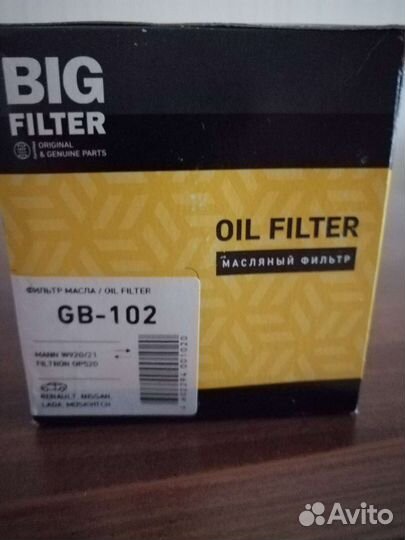 BIG
FILTER
ORIGINAL
& GENUINE PARTS
OIL FILTER
МАСЛЯНЫЙ ФИЛЬТР
ФИЛЬТР МАСЛА / OIL FILTER
GB-102
MANN W920/21
FILTRON OP520
RENAULT NISSAN
LADA MOSKVITCH
Avito